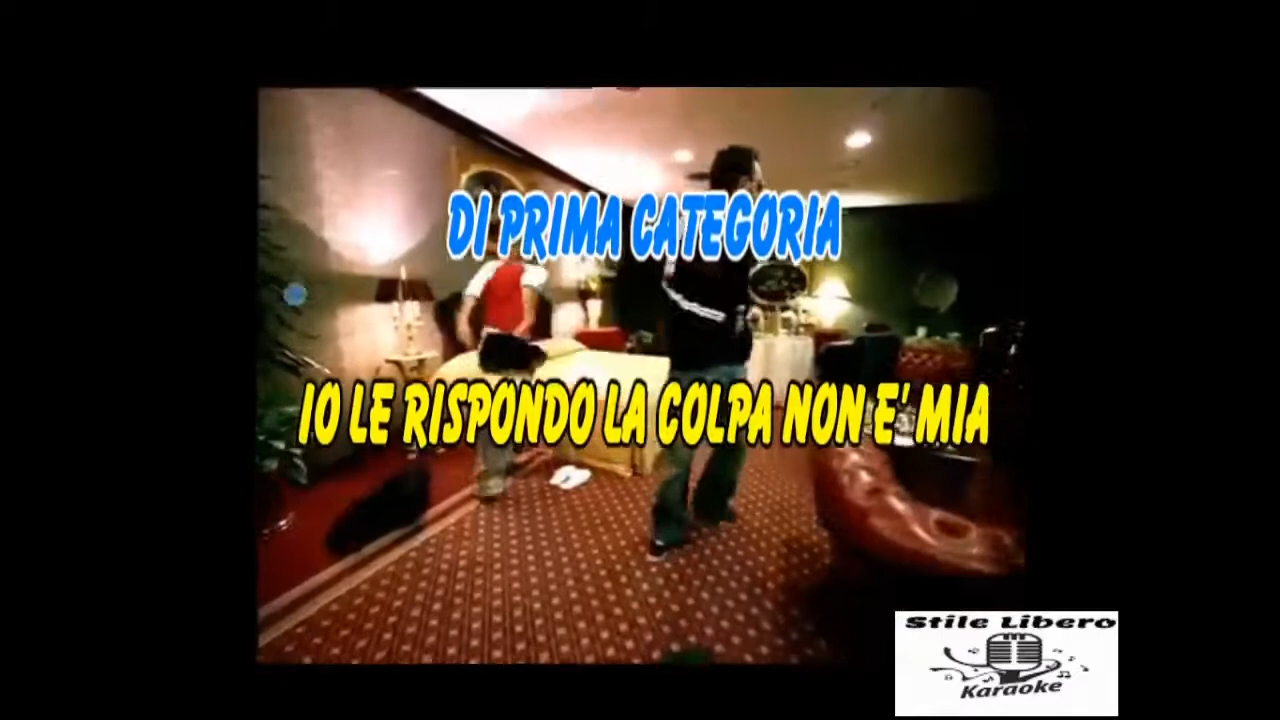 DI PRIMA CATEGORIA
IO LE RISPONDO LA COLPA NON E' MIA
Stile Libero
Karaoke